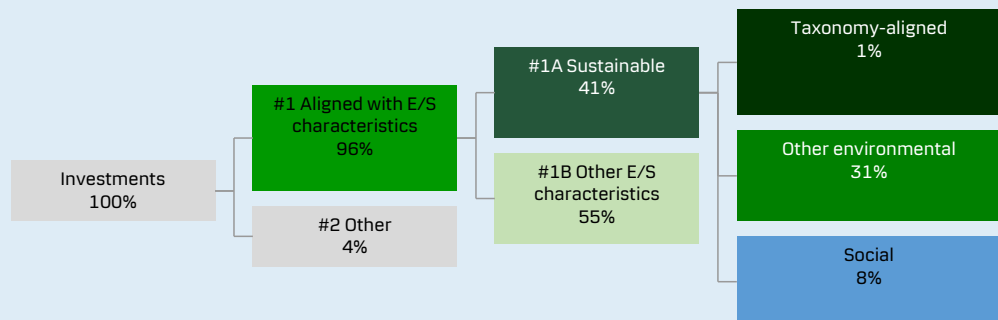 Investments
100%
#1 Aligned with E/S
characteristics
96%
#2 Other
4%
#1A Sustainable
41%
#1B Other E/S
characteristics
55%
Taxonomy-aligned
1%
Other environmental
31%
Social
8%